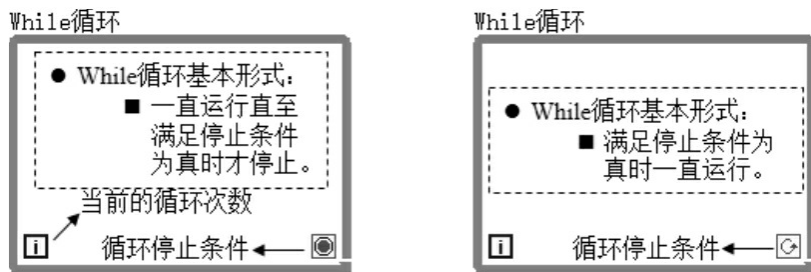 While循环
● While循环基本形式：
■ 一直运行直至
满足停止条件
为真时才停止。
当前的循环次数
i
循环停止条件
While循环
● While循环基本形式：
■ 满足停止条件为
真时一直运行。
i
循环停止条件